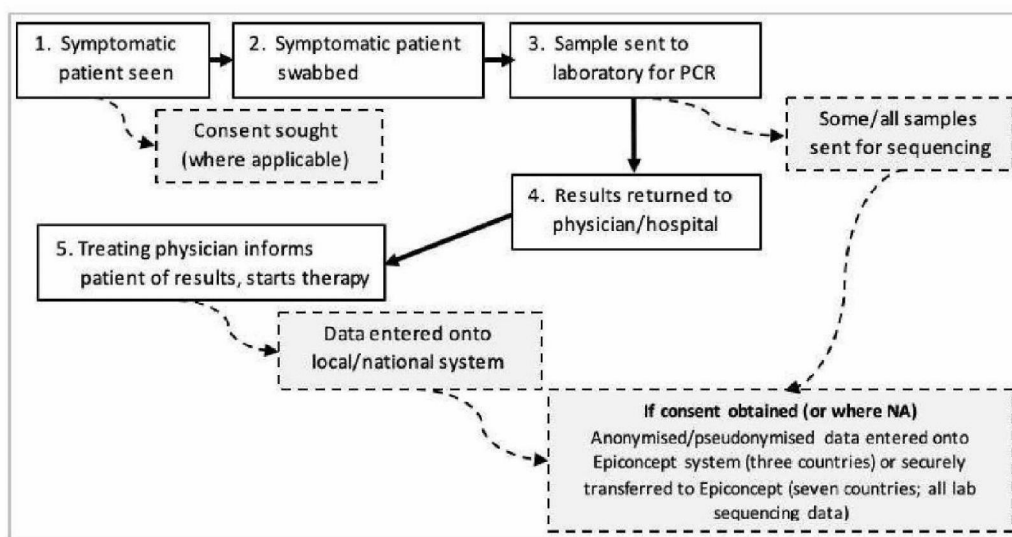 1. Symptomatic
patient seen
2. Symptomatic patient
swabbed
3. Sample sent to
laboratory for PCR
Consent sought
(where applicable)
Some/all samples
sent for sequencing
4. Results returned to
physician/hospital
5. Treating physician informs
patient of results, starts therapy
Data entered onto
local/national system
If consent obtained (or where NA)
Anonymised/pseudonymised data entered onto
Epiconcept system (three countries) or securely
transferred to Epiconcept (seven countries; all lab
sequencing data)